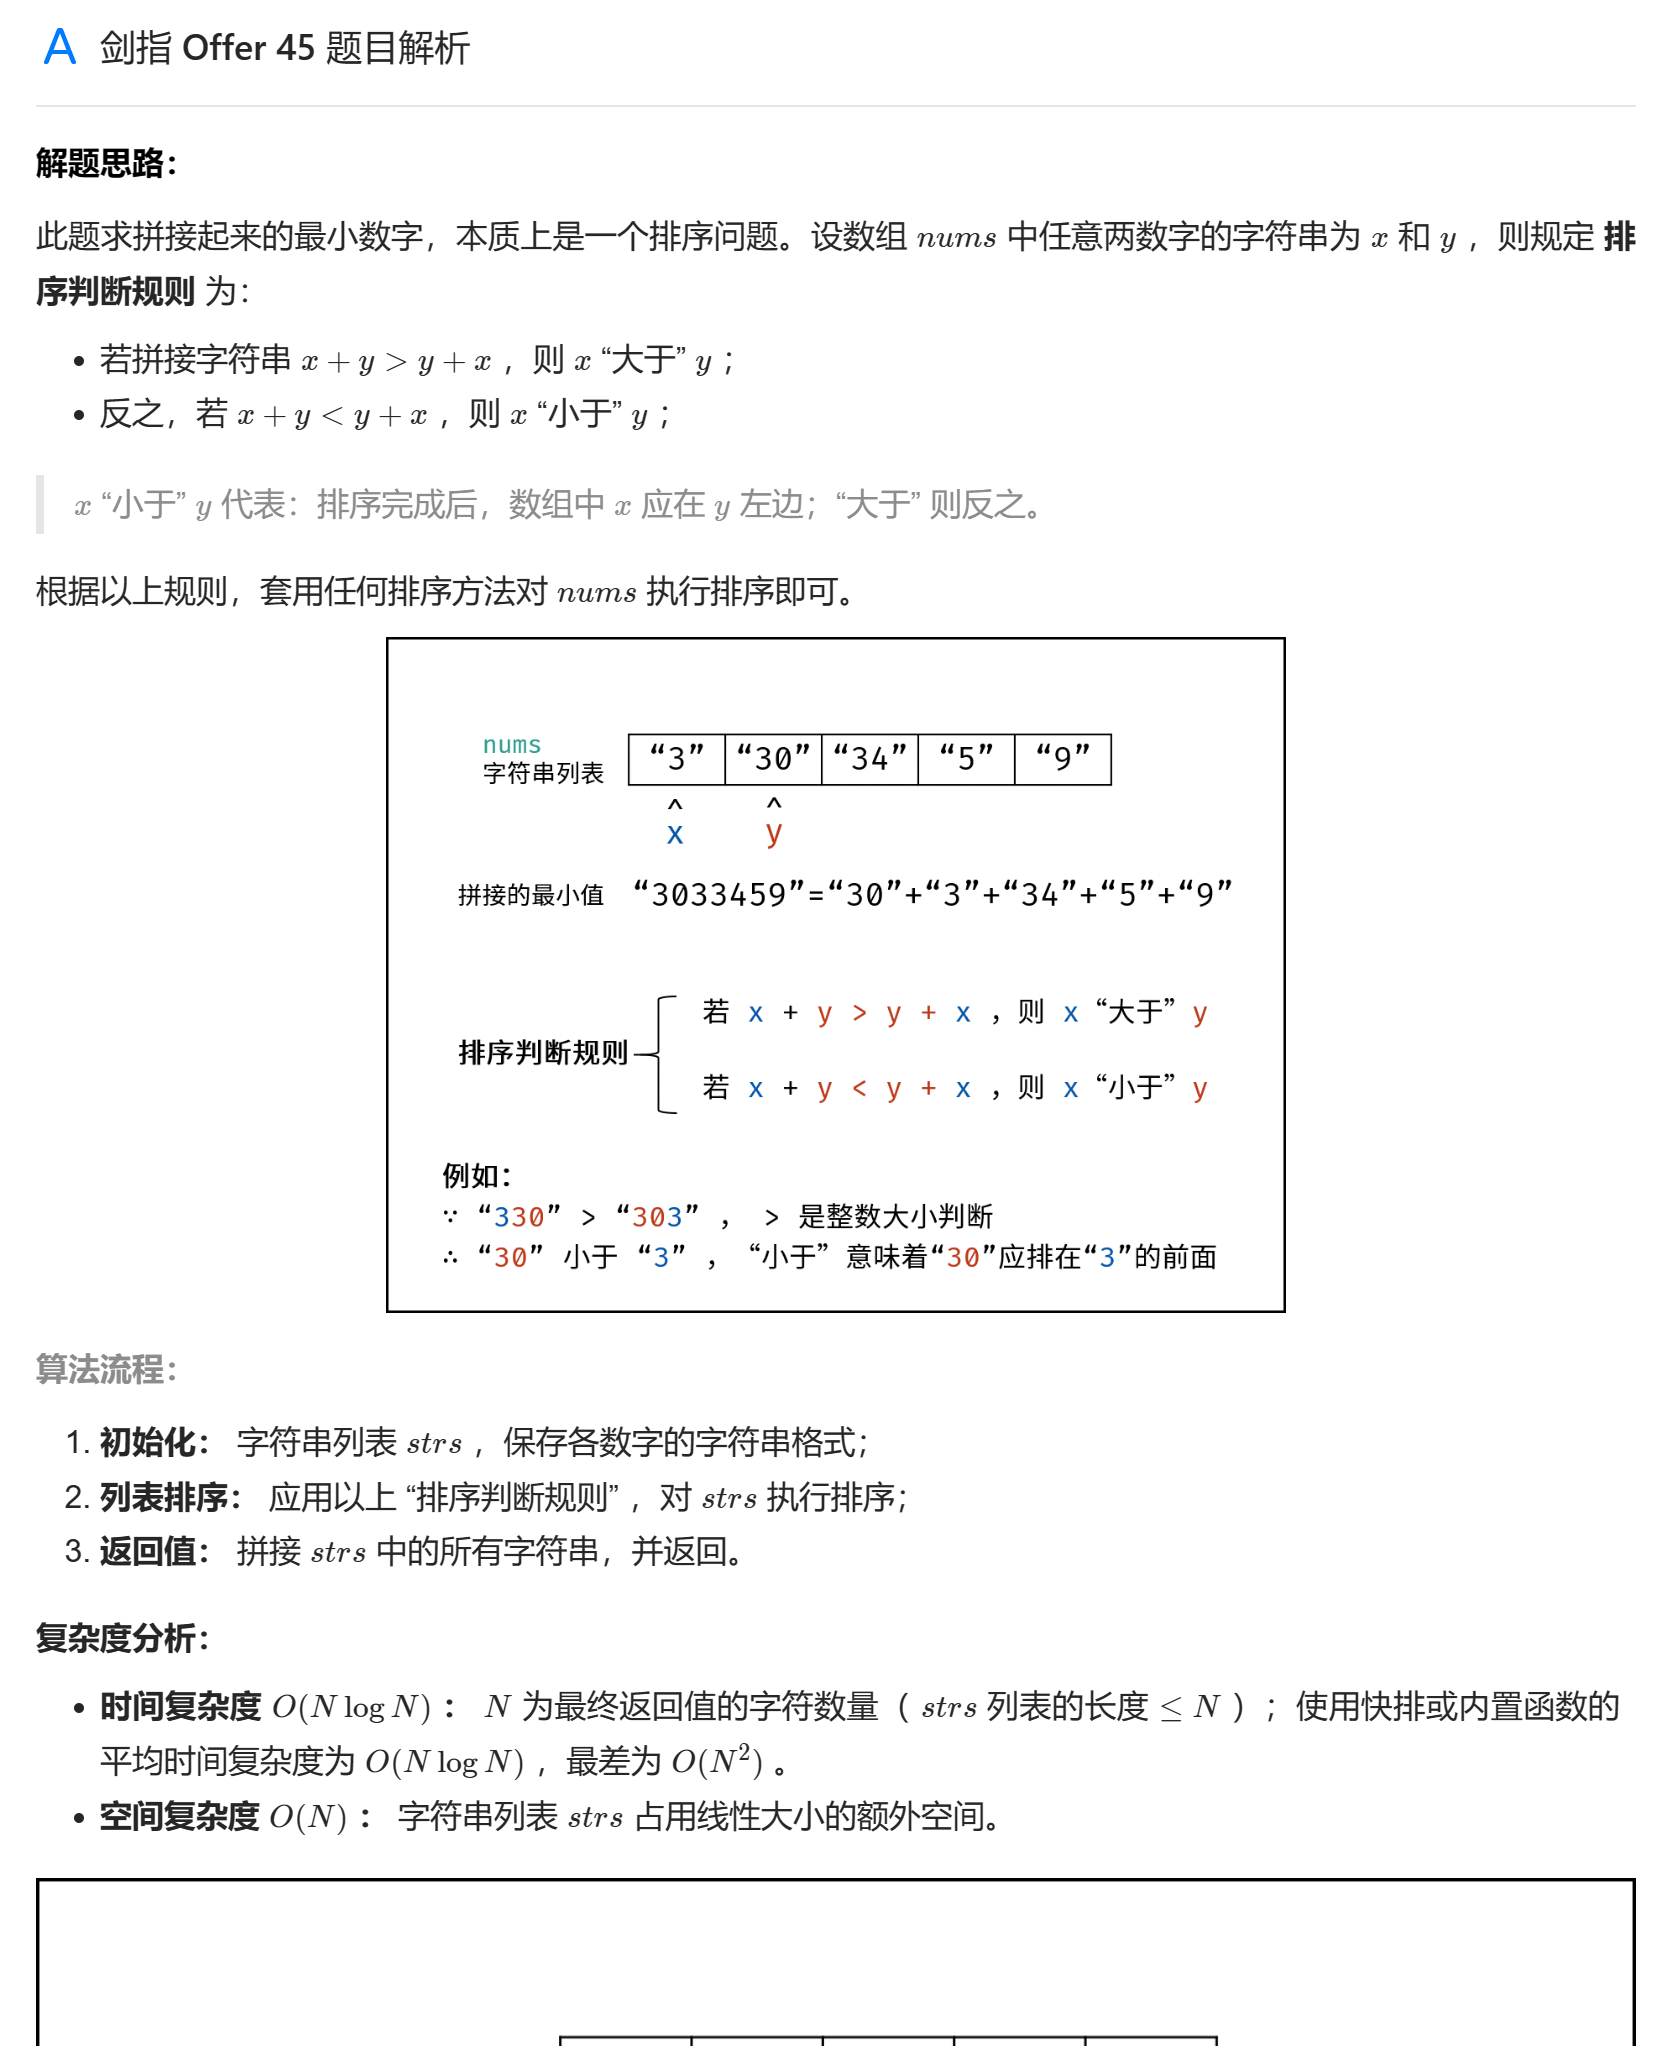 剑指 Offer 45 题目解析
解题思路：
此题求拼接起来的最小数字，本质上是一个排序问题。设数组 nums 中任意两数字的字符串为 x 和 y ，则规定 排
序判断规则 为：
• 若拼接字符串 x + y > y + x ，则 x “大于” y ；
• 反之，若 x + y < y + x ，则 x “小于” y ；
x “小于” y 代表：排序完成后，数组中 x 应在 y 左边；“大于” 则反之。
根据以上规则，套用任何排序方法对 nums 执行排序即可。
nums
字符串列表 “3” “30” “34” “5” “9”
^ ^
x y
拼接的最小值 “3033459”=“30”+“3”+“34”+“5”+“9”
若 x + y > y + x ，则 x “大于” y
排序判断规则
若 x + y < y + x ，则 x “小于” y
例如：
∵ “330” > “303” ， > 是整数大小判断
∴ “30” 小于 “3” ， “小于” 意味着“30”应排在“3”的前面
算法流程：
1. 初始化： 字符串列表 strs ，保存各数字的字符串格式；
2. 列表排序： 应用以上 “排序判断规则” ，对 strs 执行排序；
3. 返回值： 拼接 strs 中的所有字符串，并返回。
复杂度分析：
• 时间复杂度 O(N log N) ： N 为最终返回值的字符数量（ strs 列表的长度 ≤ N ）；使用快排或内置函数的
平均时间复杂度为 O(N log N) ，最差为 O(N²) 。
• 空间复杂度 O(N) ： 字符串列表 strs 占用线性大小的额外空间。